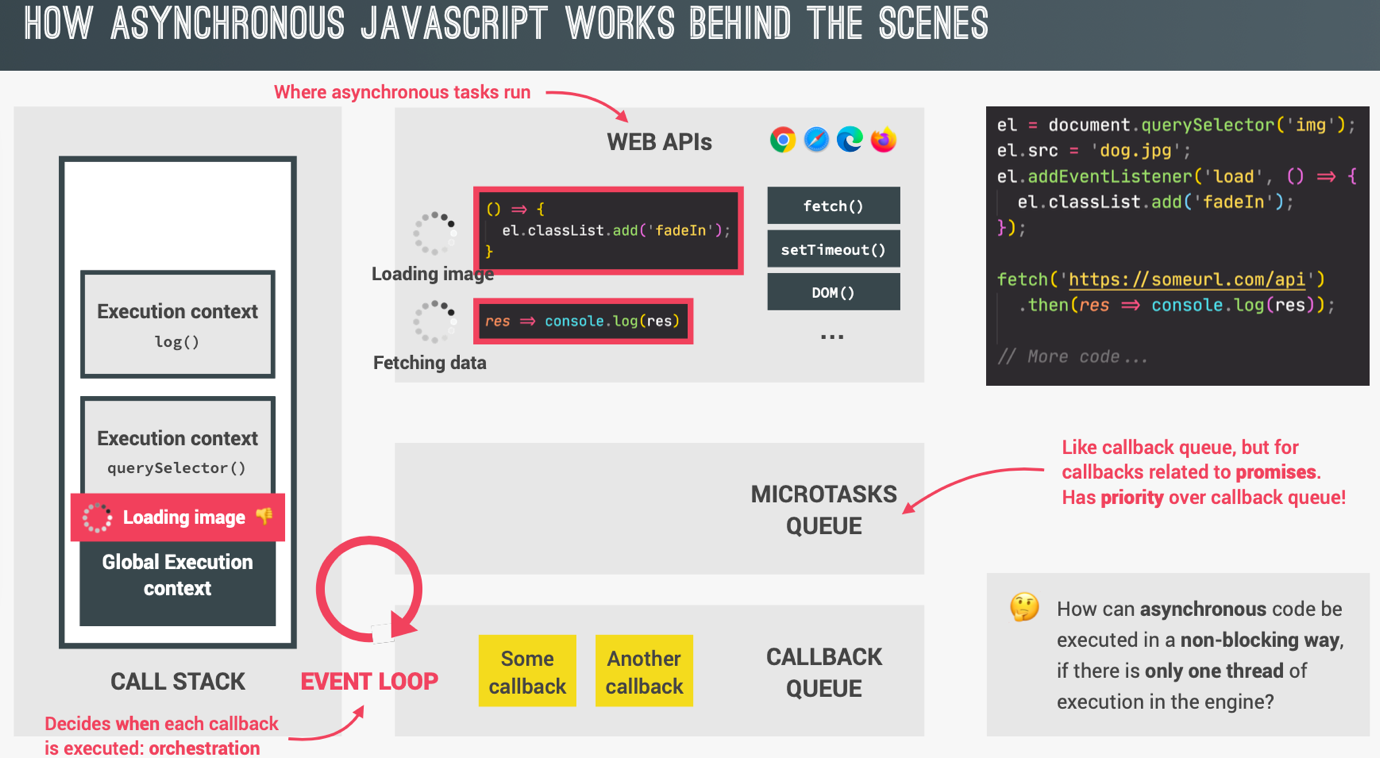 HOW ASYNCHRONOUS JAVASCRIPT WORKS BEHIND THE SCENES
Where asynchronous tasks run
WEB APIs
Execution context
log()
Execution context
querySelector()
Loading image 👎
Global Execution
context
CALL STACK
EVENT LOOP
Decides when each callback
is executed: orchestration
() => {
el.classList.add('fadeIn');
}
Loading image
res => console.log(res)
Fetching data
fetch()
setTimeout()
DOM()
...
MICROTASKS
QUEUE
Some
callback
Another
callback
CALLBACK
QUEUE
el = document.querySelector('img');
el.src = 'dog.jpg';
el.addEventListener('load', () => {
el.classList.add('fadeIn');
});
fetch('https://someurl.com/api')
.then(res => console.log(res));
// More code...
Like callback queue, but for
callbacks related to promises.
Has priority over callback queue!
🤔 How can asynchronous code be
executed in a non-blocking way,
if there is only one thread of
execution in the engine?